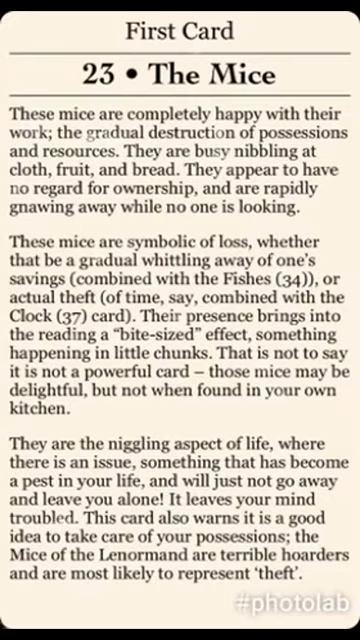 First Card
23 • The Mice
These mice are completely happy with their
work; the gradual destruction of possessions
and resources. They are busy nibbling at
cloth, fruit, and bread. They appear to have
no regard for ownership, and are rapidly
gnawing away while no one is looking.
These mice are symbolic of loss, whether
that be a gradual whittling away of one's
savings (combined with the Fishes (34)), or
actual theft (of time, say, combined with the
Clock (37) card). Their presence brings into
the reading a “bite-sized” effect, something
happening in little chunks. That is not to say
it is not a powerful card – those mice may be
delightful, but not when found in your own
kitchen.
They are the niggling aspect of life, where
there is an issue, something that has become
a pest in your life, and will just not go away
and leave you alone! It leaves your mind
troubled. This card also warns it is a good
idea to take care of your possessions; the
Mice of the Lenormand are terrible hoarders
and are most likely to represent ‘theft’.
#photolab